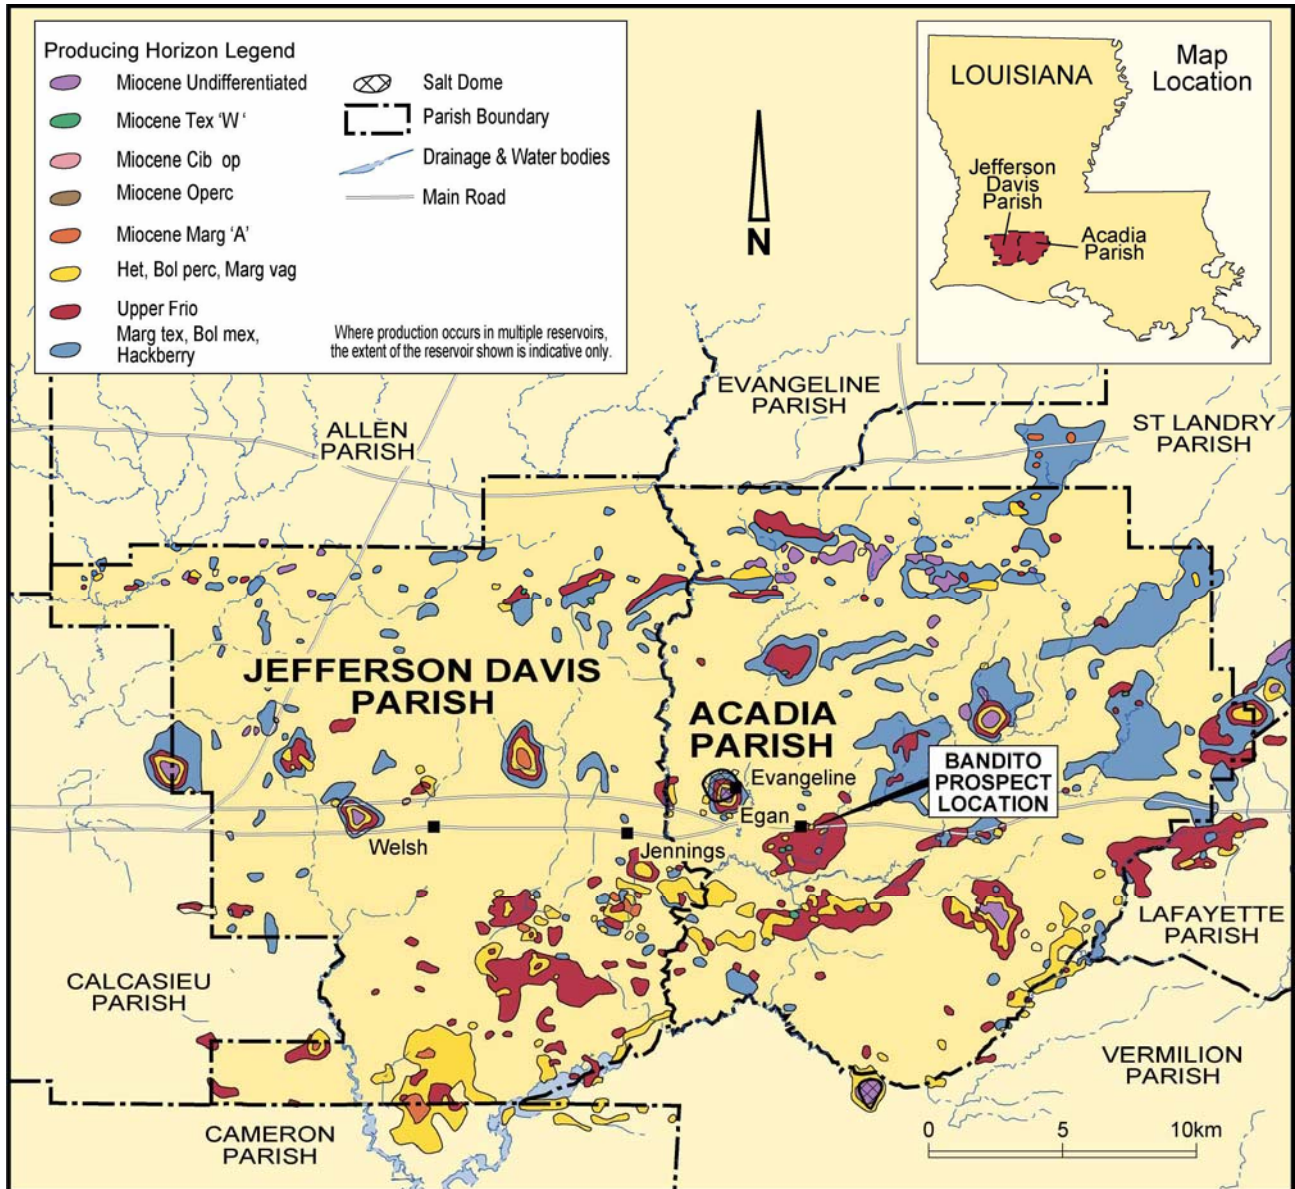 Producing Horizon Legend
Miocene Undifferentiated
Miocene Tex 'W '
Miocene Cib op
Miocene Operc
Miocene Marg 'A'
Het, Bol perc, Marg vag
Upper Frio
Marg tex, Bol mex,
Hackberry
Salt Dome
Parish Boundary
Drainage & Water bodies
Main Road
Where production occurs in multiple reservoirs,
the extent of the reservoir shown is indicative only.
N
LOUISIANA
Map
Location
Jefferson
Davis
Parish
Acadia
Parish
EVANGELINE
PARISH
ALLEN
PARISH
ST LANDRY
PARISH
JEFFERSON DAVIS
PARISH
ACADIA
PARISH
Evangeline
BANDITO
PROSPECT
LOCATION
Egan
Welsh
Jennings
LAFAYETTE
PARISH
CALCASIEU
PARISH
VERMILION
PARISH
CAMERON
PARISH
0 5 10km